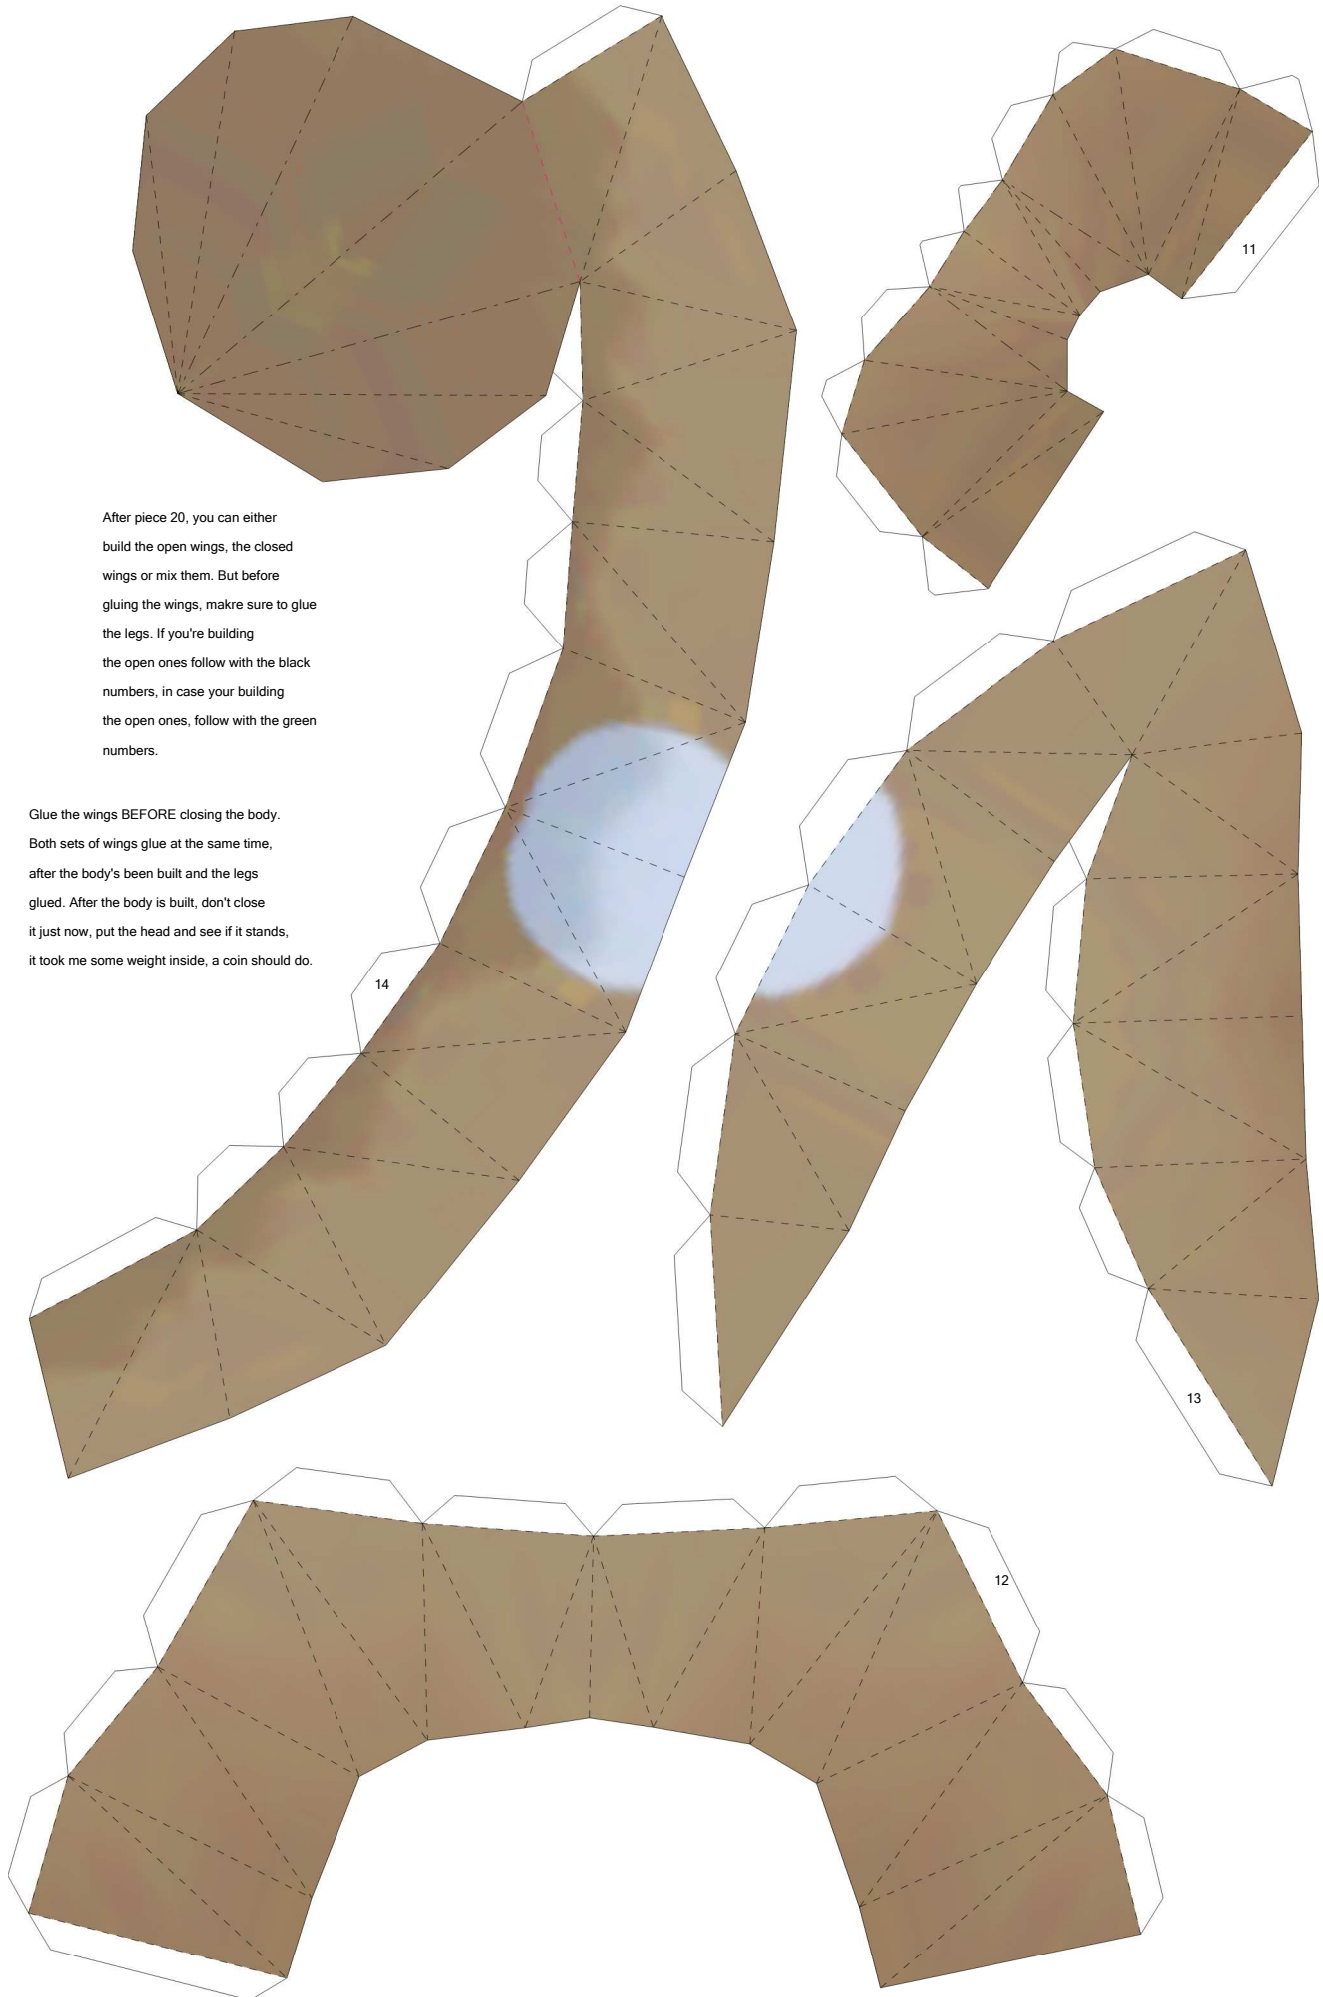 11
After piece 20, you can either
build the open wings, the closed
wings or mix them. But before
gluing the wings, makre sure to glue
the legs. If you're building
the open ones follow with the black
numbers, in case your building
the open ones, follow with the green
numbers.
Glue the wings BEFORE closing the body.
Both sets of wings glue at the same time,
after the body's been built and the legs
glued. After the body is built, don't close
it just now, put the head and see if it stands,
it took me some weight inside, a coin should do.
14
13
12